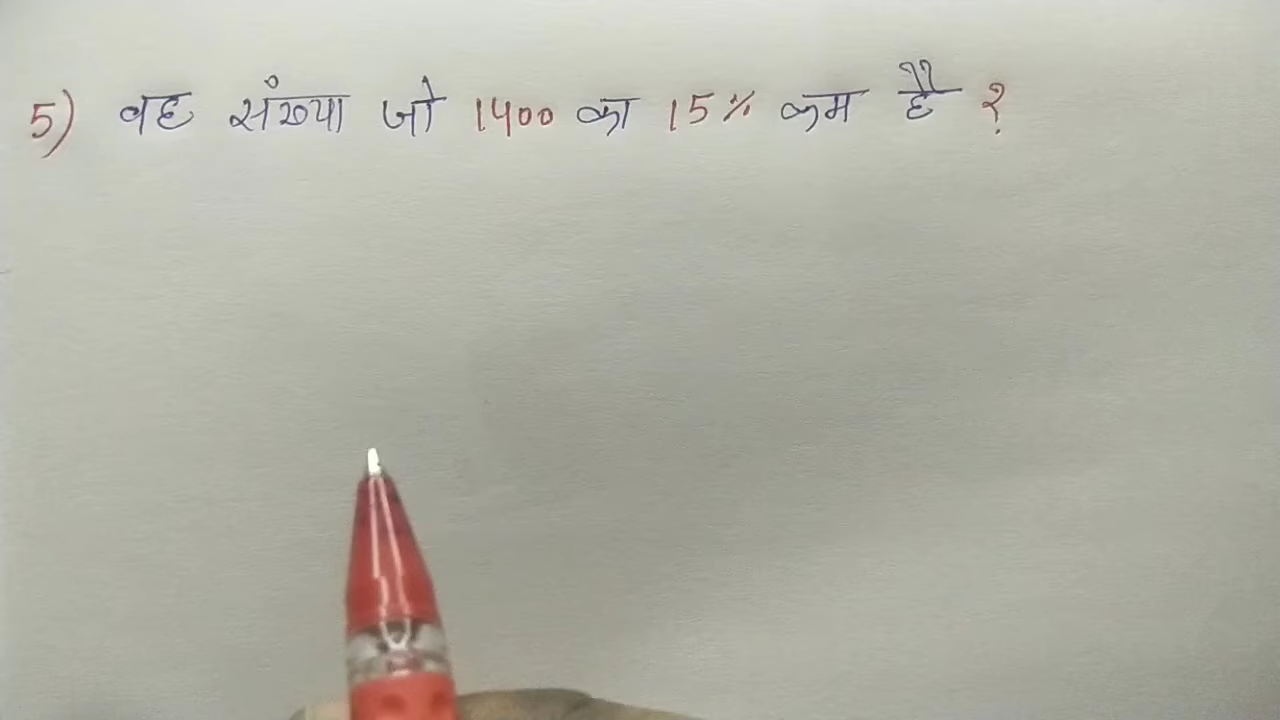 5) वह संख्या जो 1400 का 15% कम है ?